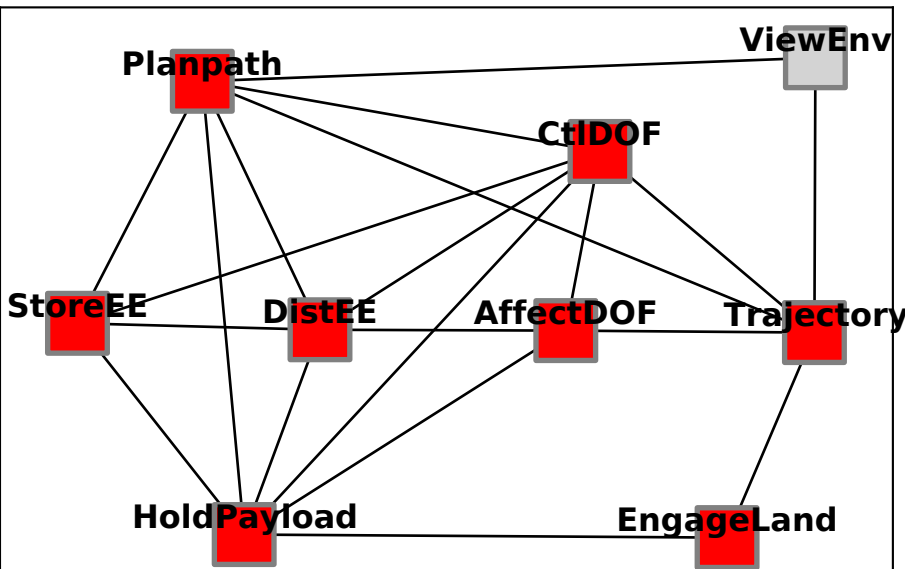 ViewEnv
Planpath
CtlDOF
StoreEE
DistEE
AffectDOF
Trajectory
HoldPayload
EngageLand